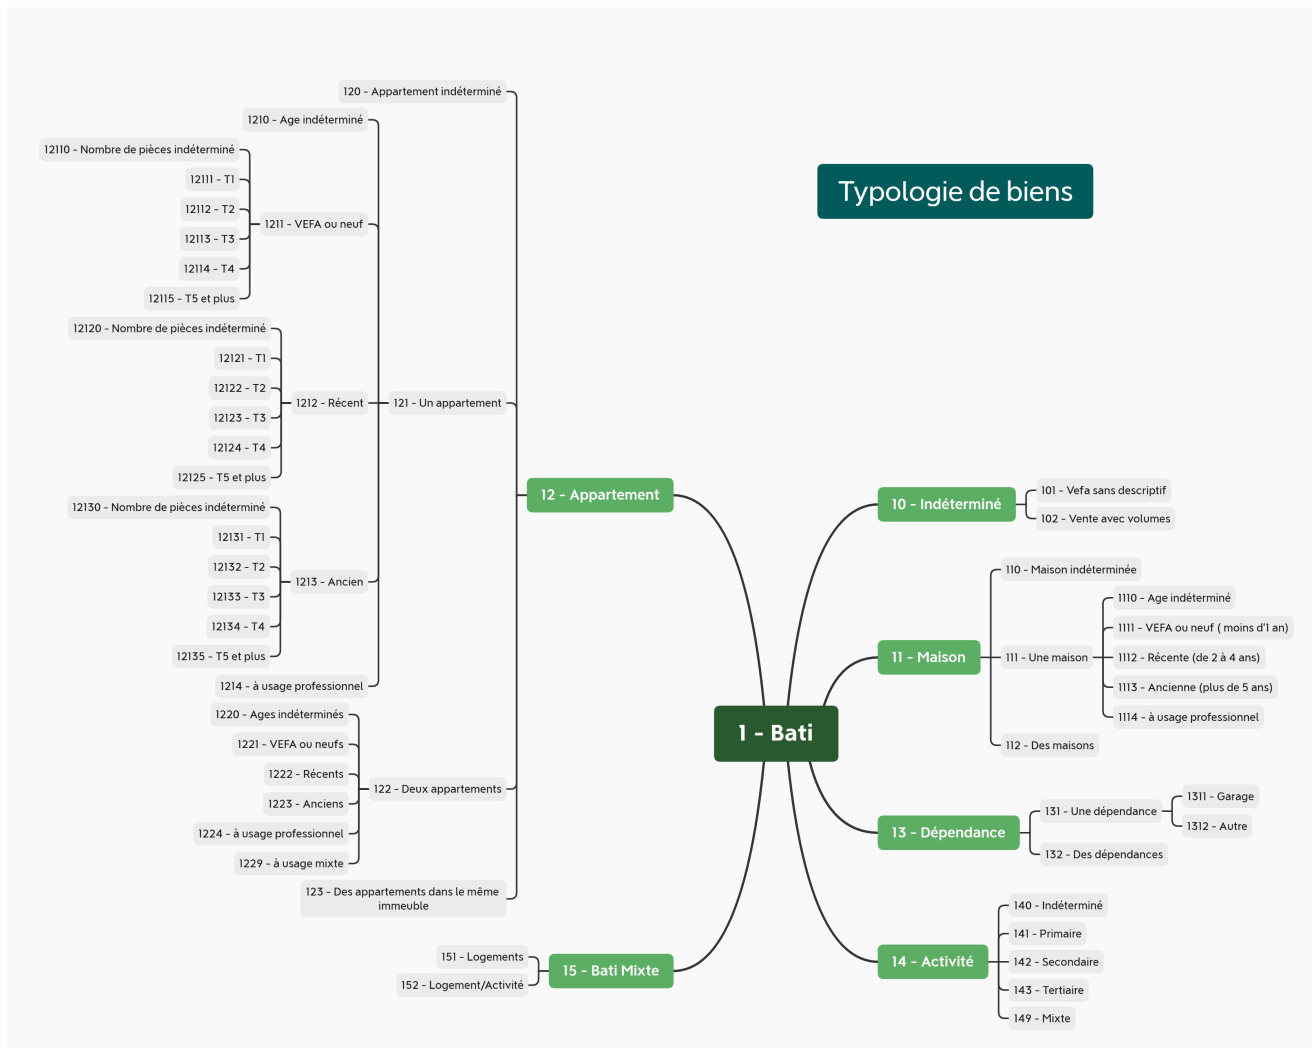 Typologie de biens
1 - Bati
12 - Appartement
120 - Appartement indéterminé
121 - Un appartement
1210 - Age indéterminé
1211 - VEFA ou neuf
12110 - Nombre de pièces indéterminé
12111 - T1
12112 - T2
12113 - T3
12114 - T4
12115 - T5 et plus
1212 - Récent
12120 - Nombre de pièces indéterminé
12121 - T1
12122 - T2
12123 - T3
12124 - T4
12125 - T5 et plus
1213 - Ancien
12130 - Nombre de pièces indéterminé
12131 - T1
12132 - T2
12133 - T3
12134 - T4
12135 - T5 et plus
1214 - à usage professionnel
122 - Deux appartements
1220 - Ages indéterminés
1221 - VEFA ou neufs
1222 - Récents
1223 - Anciens
1224 - à usage professionnel
1229 - à usage mixte
123 - Des appartements dans le même
immeuble
15 - Bati Mixte
151 - Logements
152 - Logement/Activité
10 - Indéterminé
101 - Vefa sans descriptif
102 - Vente avec volumes
11 - Maison
110 - Maison indéterminée
111 - Une maison
1110 - Age indéterminé
1111 - VEFA ou neuf ( moins d'1 an)
1112 - Récente (de 2 à 4 ans)
1113 - Ancienne (plus de 5 ans)
1114 - à usage professionnel
112 - Des maisons
13 - Dépendance
131 - Une dépendance
1311 - Garage
1312 - Autre
132 - Des dépendances
14 - Activité
140 - Indéterminé
141 - Primaire
142 - Secondaire
143 - Tertiaire
149 - Mixte